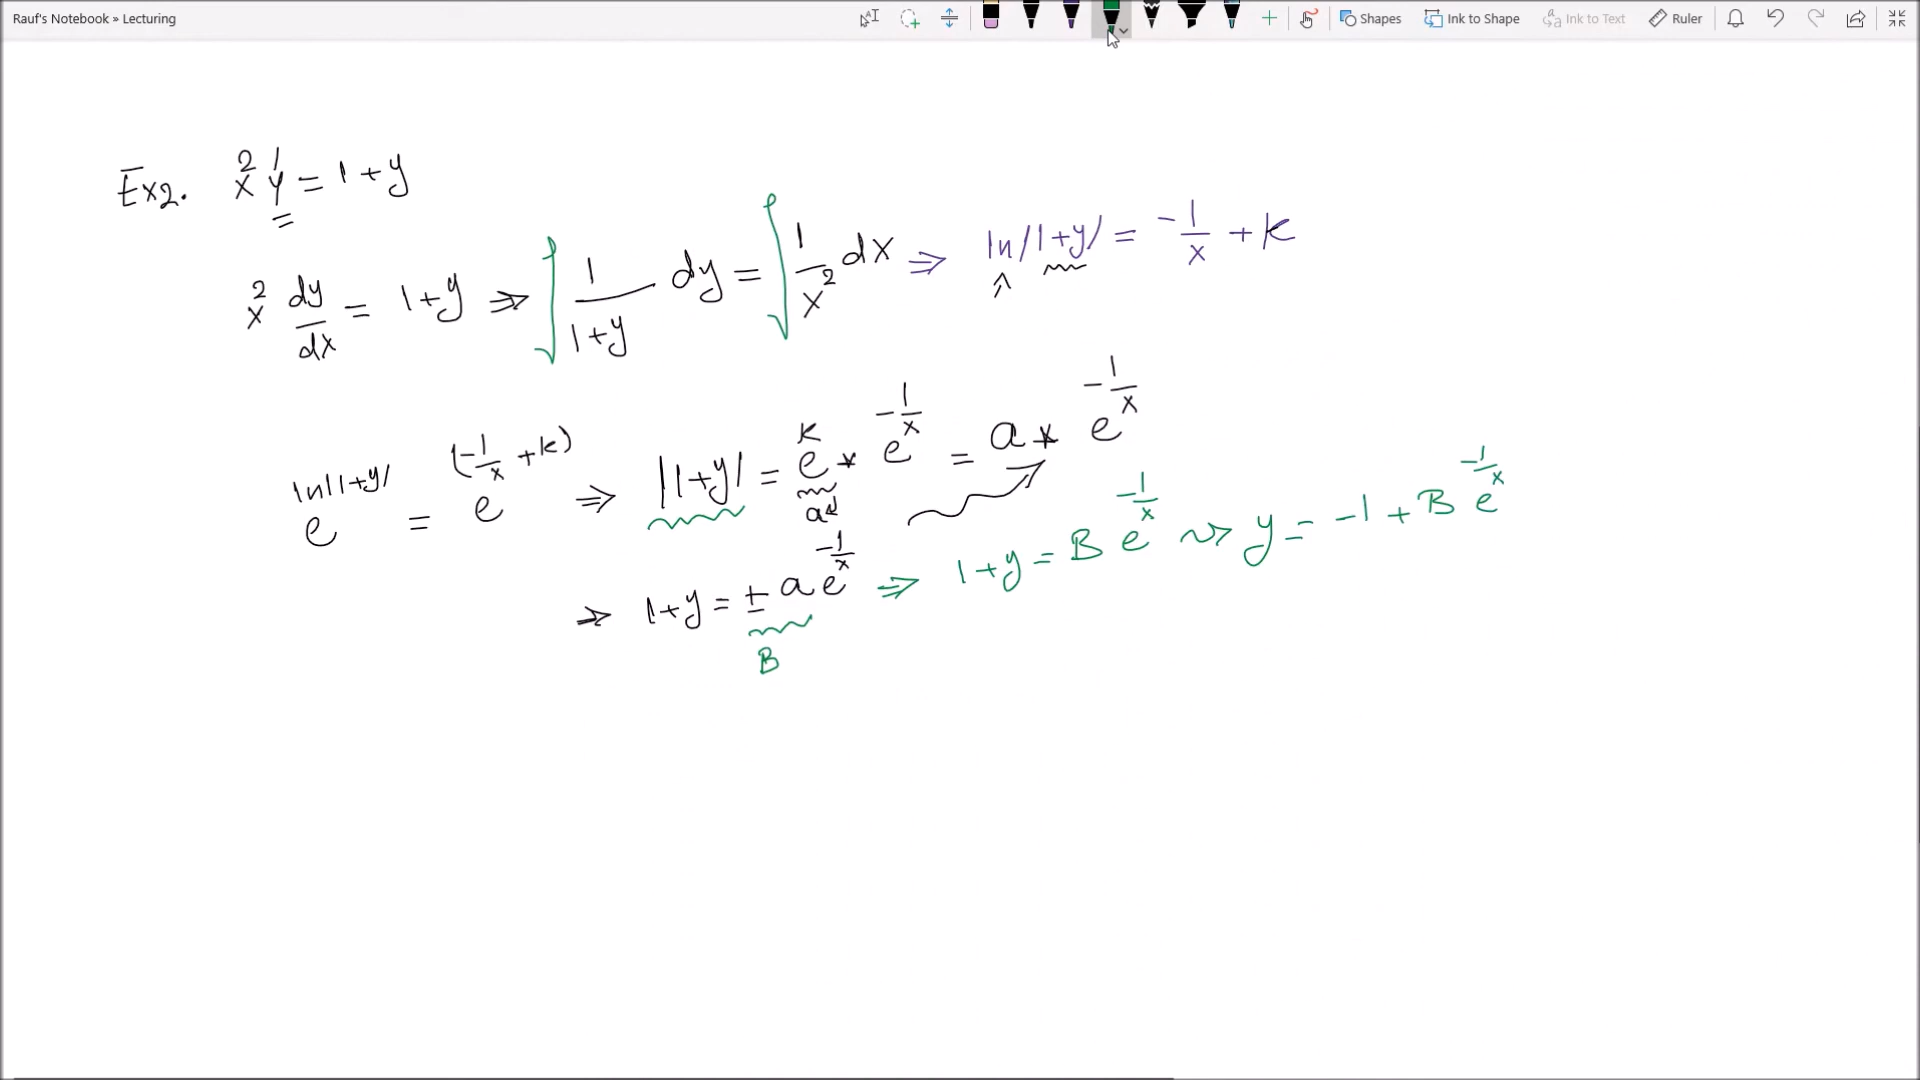 Rauf's Notebook » Lecturing
Shapes Ink to Shape Ink to Text Ruler
Ex2. x² y' = 1+y
x² dy/dx = 1+y ⇒ ∫ 1/(1+y) dy = ∫ 1/x² dx ⇒ ln|1+y| = -1/x + k
e^(ln|1+y|) = e^(-1/x + k) ⇒ |1+y| = e^k * e^(-1/x) = a * e^(-1/x)
a
⇒ 1+y = ± a e^(-1/x) ⇒ 1+y = B e^(-1/x) ⇝ y = -1 + B e^(-1/x)
B